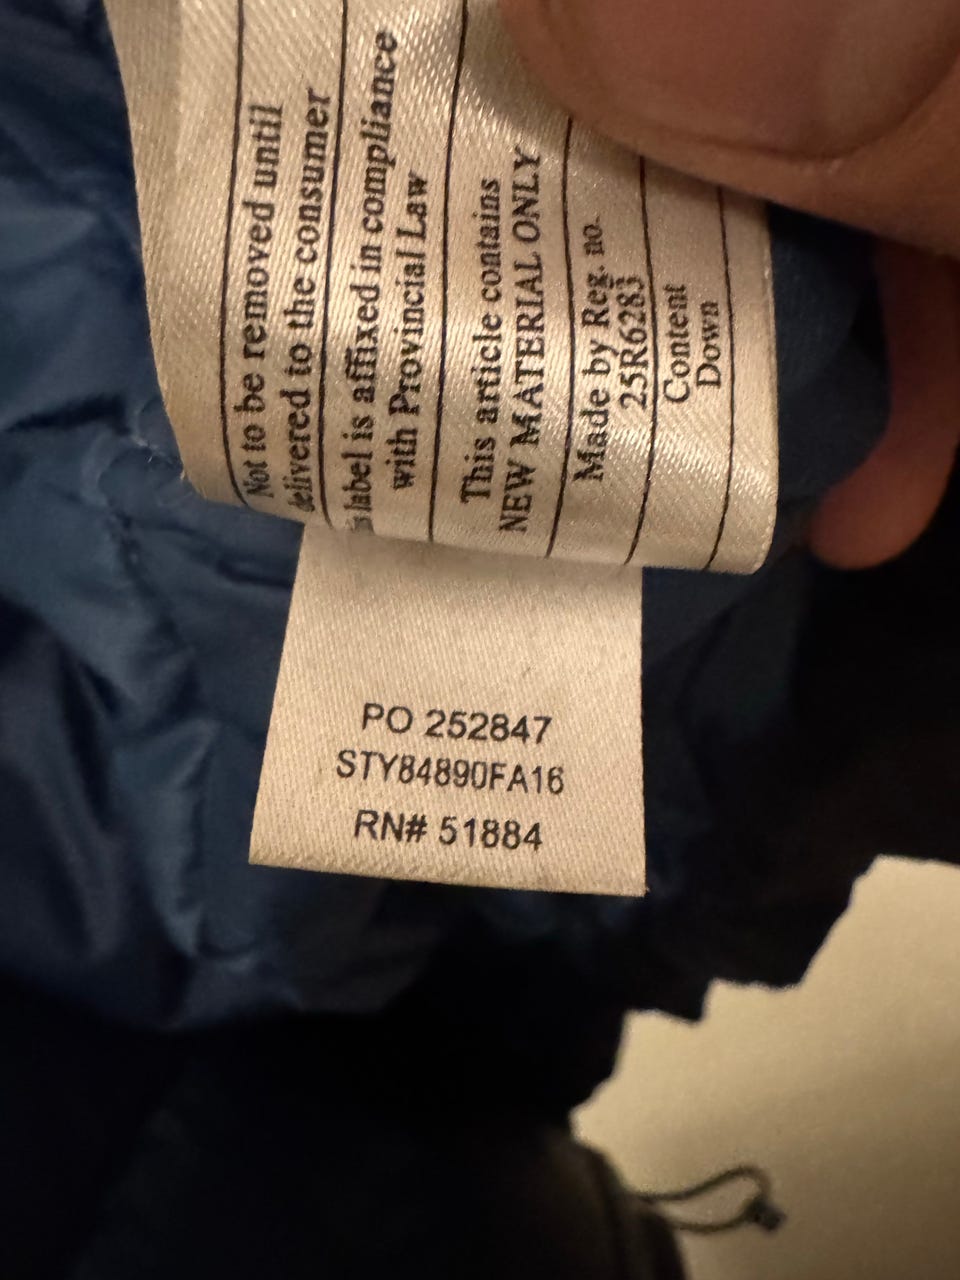 Not to be removed until
delivered to the consumer
label is affixed in compliance
with Provincial Law
This article contains
NEW MATERIAL ONLY
Made by Reg. no.
25R6283
Content
Down
PO 252847
STY84890FA16
RN# 51884